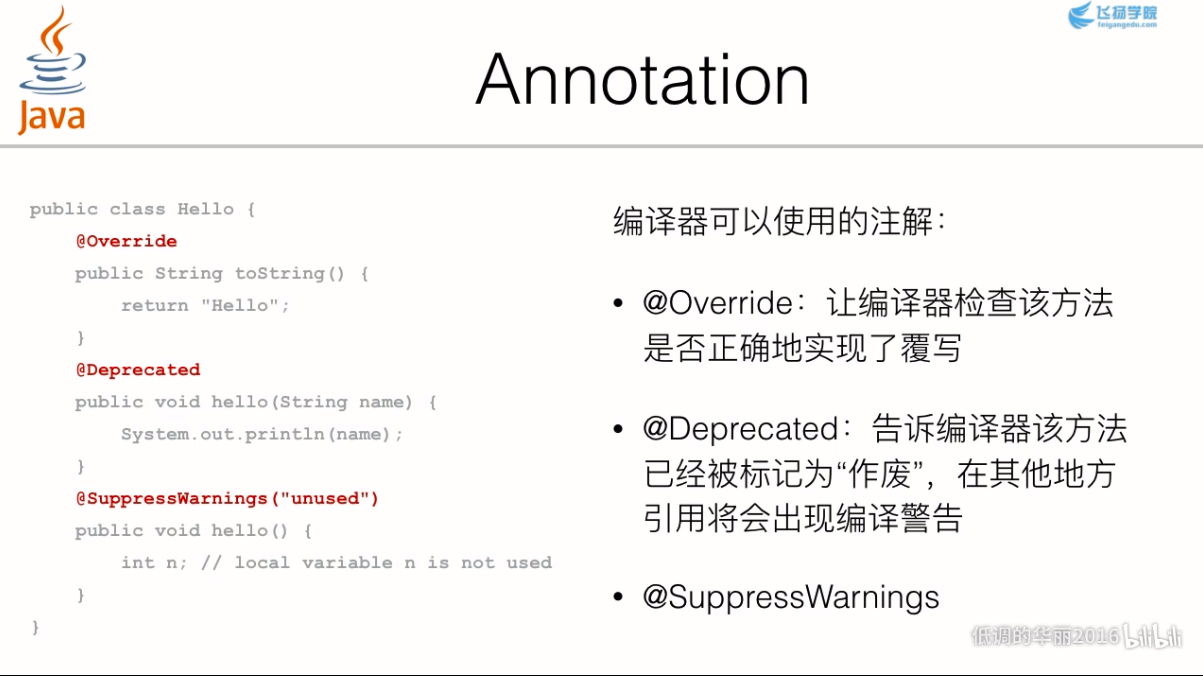 Java
飞扬学院
feiyangedu.com
Annotation
public class Hello {
    @Override
    public String toString() {
        return "Hello";
    }
    @Deprecated
    public void hello(String name) {
        System.out.println(name);
    }
    @SuppressWarnings("unused")
    public void hello() {
        int n; // local variable n is not used
    }
}
编译器可以使用的注解：
• @Override：让编译器检查该方法
是否正确地实现了覆写
• @Deprecated：告诉编译器该方法
已经被标记为“作废”，在其他地方
引用将会出现编译警告
• @SuppressWarnings
低调的华丽2016 bilibili